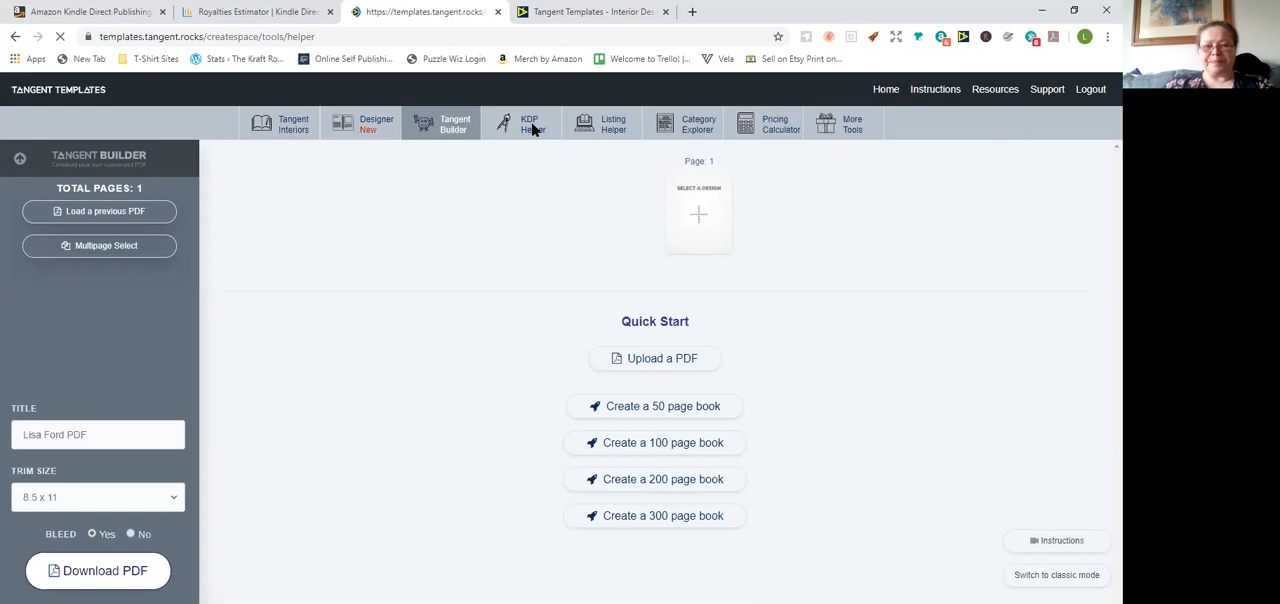 Amazon Kindle Direct Publishing
Royalties Estimator | Kindle Direc
https://templates.tangent.rocks/
Tangent Templates - Interior Des
templates.tangent.rocks/createspace/tools/helper
Apps
New Tab
T-Shirt Sites
Stats ‹ The Kraft Ro...
Online Self Publishi...
Puzzle Wiz Login
Merch by Amazon
Welcome to Trello!|...
Vela
Sell on Etsy Print on...
TANGENT TEMPLATES
Home
Instructions
Resources
Support
Logout
Tangent Interiors
Designer New
Tangent Builder
KDP Helper
Listing Helper
Category Explorer
Pricing Calculator
More Tools
TANGENT BUILDER
Construct your own customized PDF
TOTAL PAGES: 1
Load a previous PDF
Multipage Select
Page: 1
SELECT A DESIGN
Quick Start
Upload a PDF
Create a 50 page book
Create a 100 page book
Create a 200 page book
Create a 300 page book
TITLE
Lisa Ford PDF
TRIM SIZE
8.5 x 11
BLEED
Yes
No
Download PDF
Instructions
Switch to classic mode